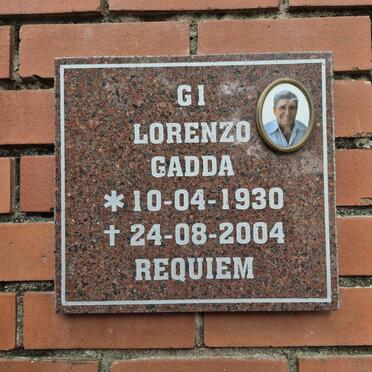 G1
LORENZO
GADDA
* 10-04-1930
† 24-08-2004
REQUIEM